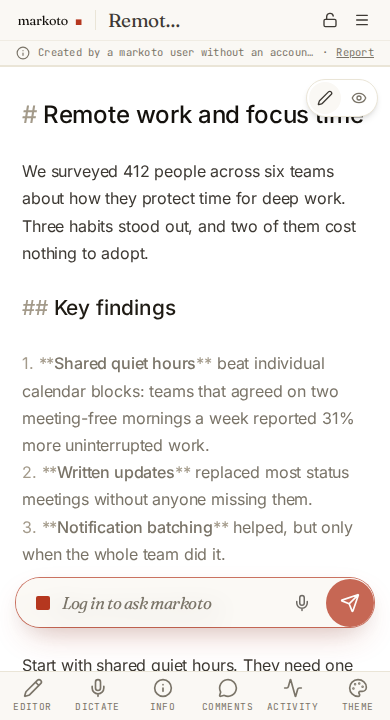 markoto
Remot...
Created by a markoto user without an accoun… · Report
# Remote work and focus time
We surveyed 412 people across six teams
about how they protect time for deep work.
Three habits stood out, and two of them cost
nothing to adopt.
## Key findings
1. **Shared quiet hours** beat individual
calendar blocks: teams that agreed on two
meeting-free mornings a week reported 31%
more uninterrupted work.
2. **Written updates** replaced most status
meetings without anyone missing them.
3. **Notification batching** helped, but only
when the whole team did it.
Log in to ask markoto
Start with shared quiet hours. They need one
EDITOR
DICTATE
INFO
COMMENTS
ACTIVITY
THEME